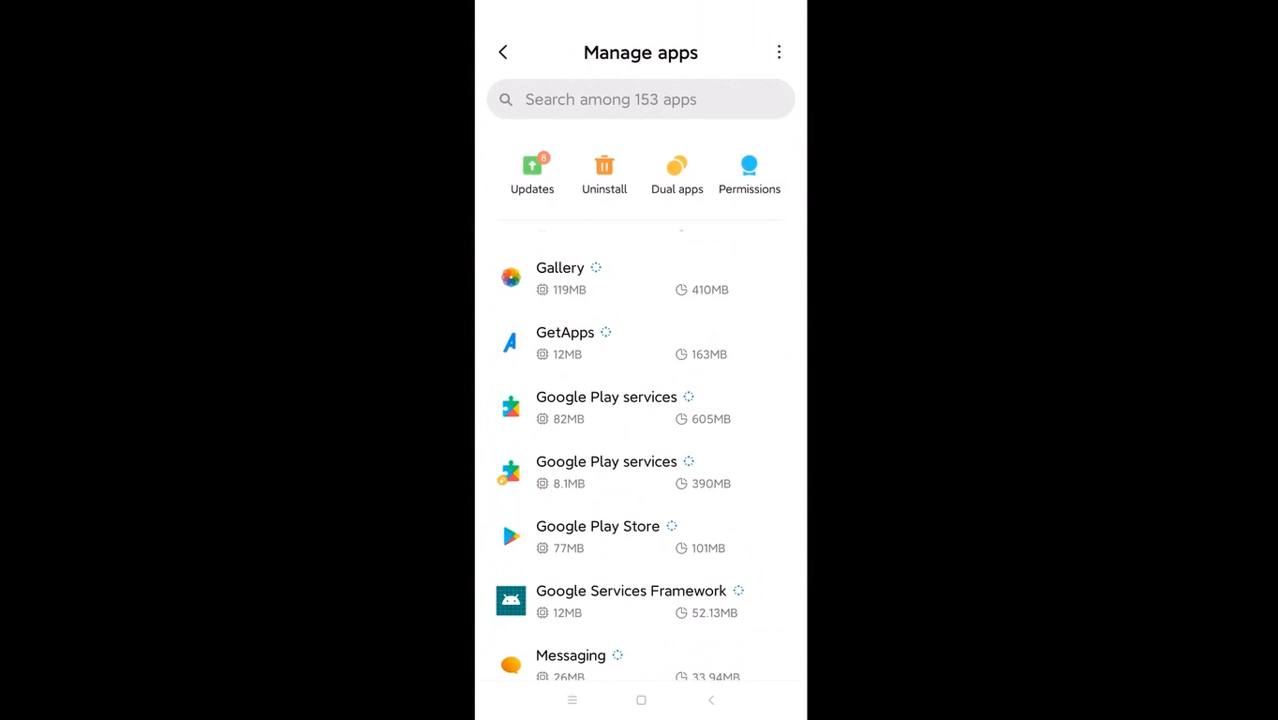 Manage apps
Search among 153 apps
8
Updates Uninstall Dual apps Permissions
Gallery
119MB 410MB
GetApps
12MB 163MB
Google Play services
82MB 605MB
Google Play services
8.1MB 390MB
Google Play Store
77MB 101MB
Google Services Framework
12MB 52.13MB
Messaging
26MB 33.94MB